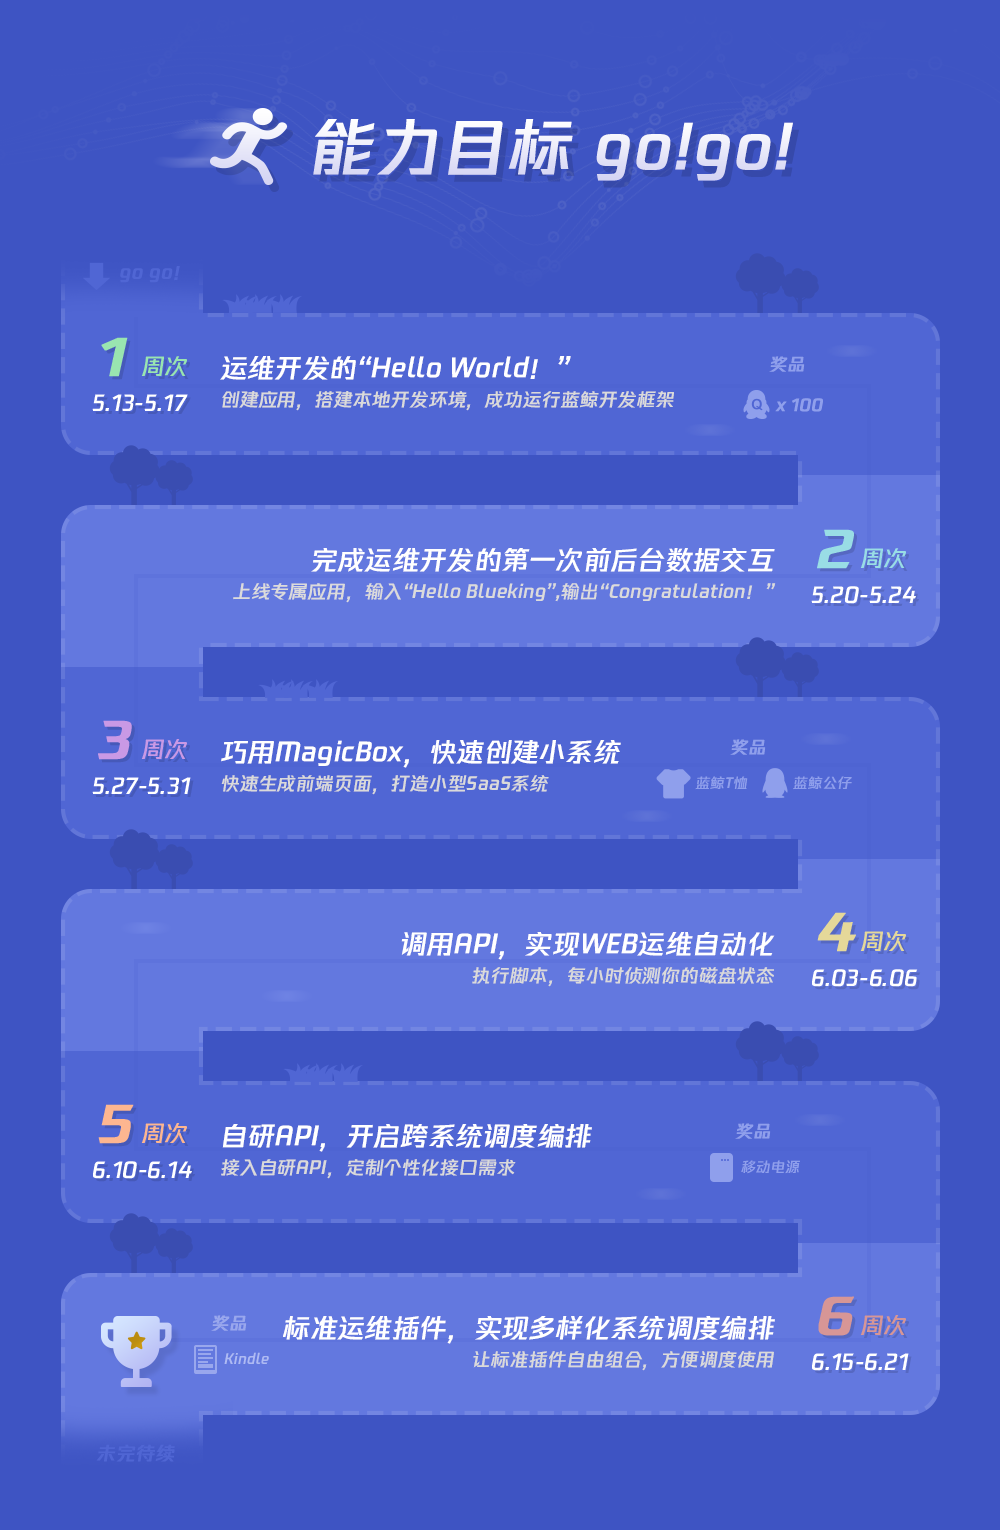 能力目标 go!go!
go go!
1 周次
5.13-5.17
运维开发的“Hello World！”
创建应用，搭建本地开发环境，成功运行蓝鲸开发框架
奖品
x 100
完成运维开发的第一次前后台数据交互
上线专属应用，输入“Hello Blueking”,输出“Congratulation！”
2 周次
5.20-5.24
3 周次
5.27-5.31
巧用MagicBox，快速创建小系统
快速生成前端页面，打造小型SaaS系统
奖品
蓝鲸T恤 蓝鲸公仔
调用API，实现WEB运维自动化
执行脚本，每小时侦测你的磁盘状态
4 周次
6.03-6.06
5 周次
6.10-6.14
自研API，开启跨系统调度编排
接入自研API，定制个性化接口需求
奖品
移动电源
奖品
Kindle
标准运维插件，实现多样化系统调度编排
让标准插件自由组合，方便调度使用
6 周次
6.15-6.21
未完待续